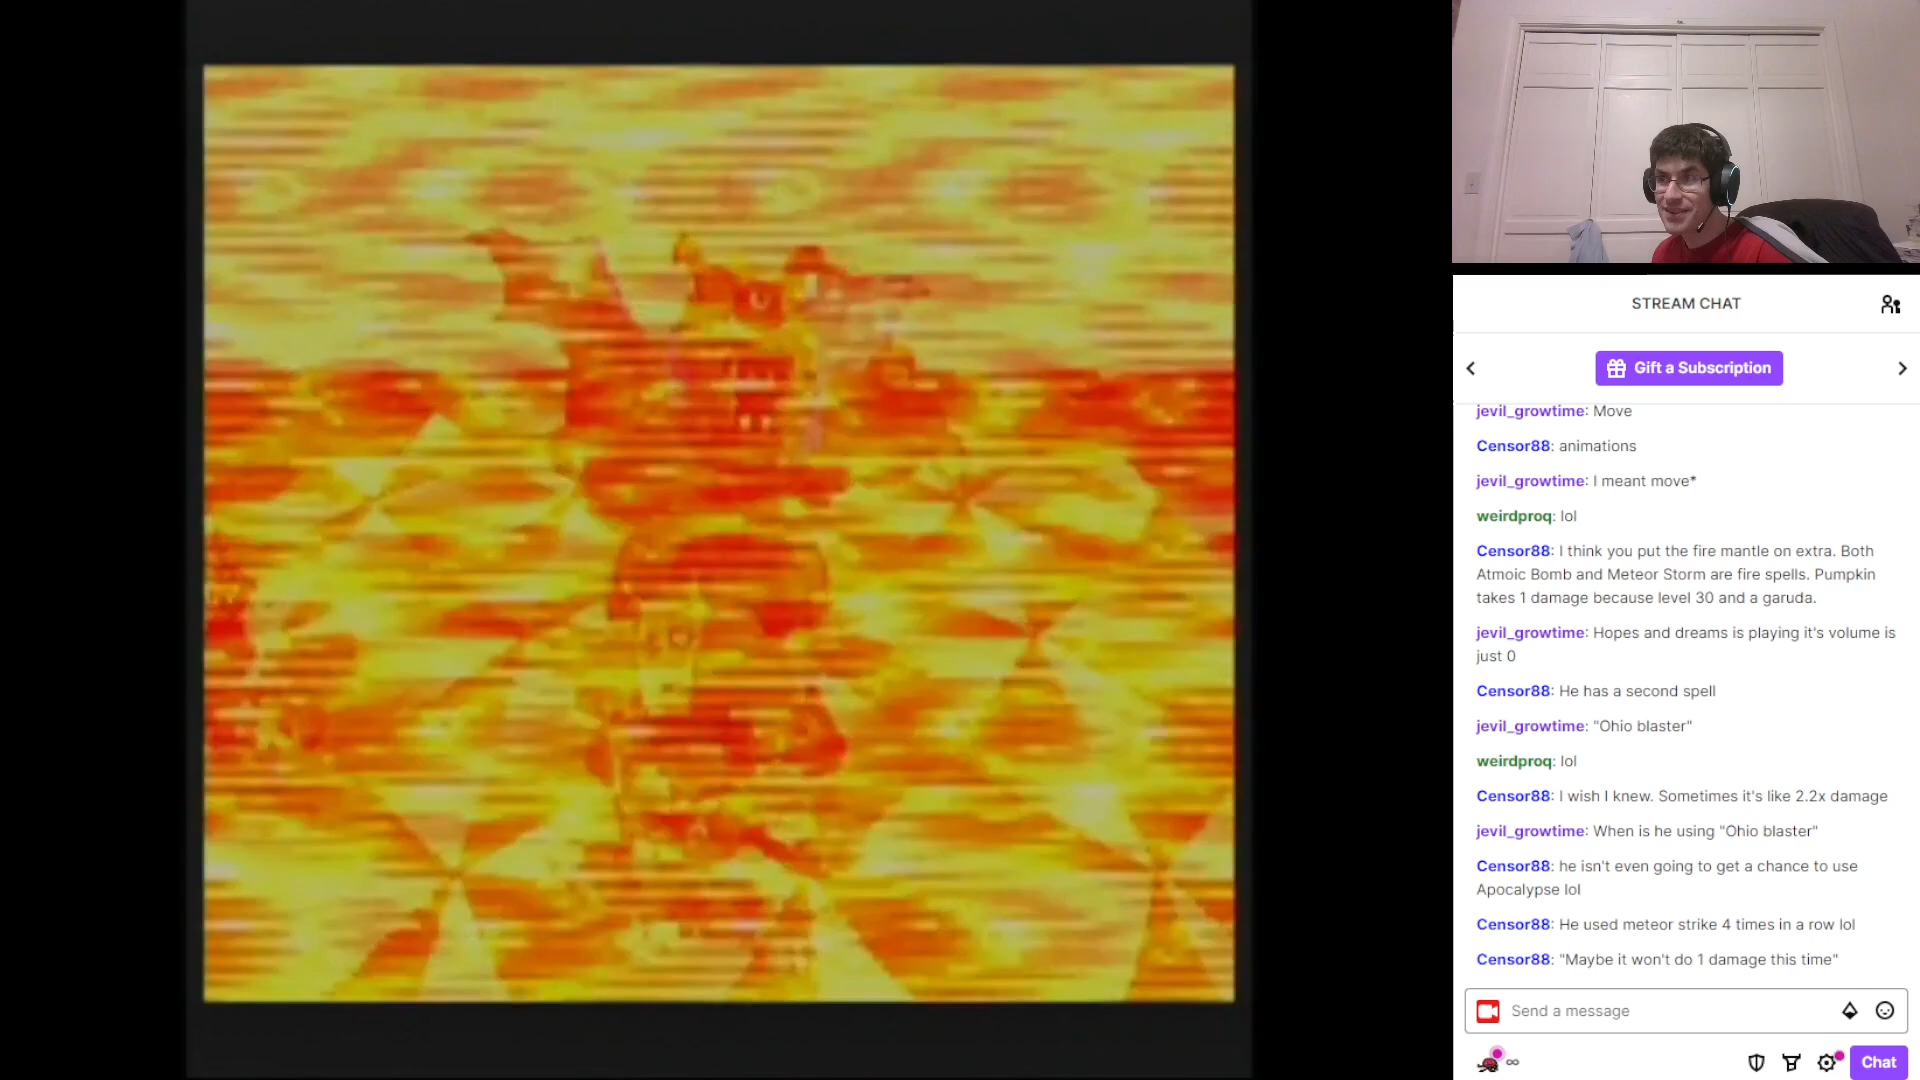 STREAM CHAT
Gift a Subscription
jevil_growtime: Move
Censor88: animations
jevil_growtime: I meant move*
weirdproq: lol
Censor88: I think you put the fire mantle on extra. Both
Atmoic Bomb and Meteor Storm are fire spells. Pumpkin
takes 1 damage because level 30 and a garuda.
jevil_growtime: Hopes and dreams is playing it's volume is
just 0
Censor88: He has a second spell
jevil_growtime: "Ohio blaster"
weirdproq: lol
Censor88: I wish I knew. Sometimes it's like 2.2x damage
jevil_growtime: When is he using "Ohio blaster"
Censor88: he isn't even going to get a chance to use
Apocalypse lol
Censor88: He used meteor strike 4 times in a row lol
Censor88: "Maybe it won't do 1 damage this time"
Send a message
∞
Chat